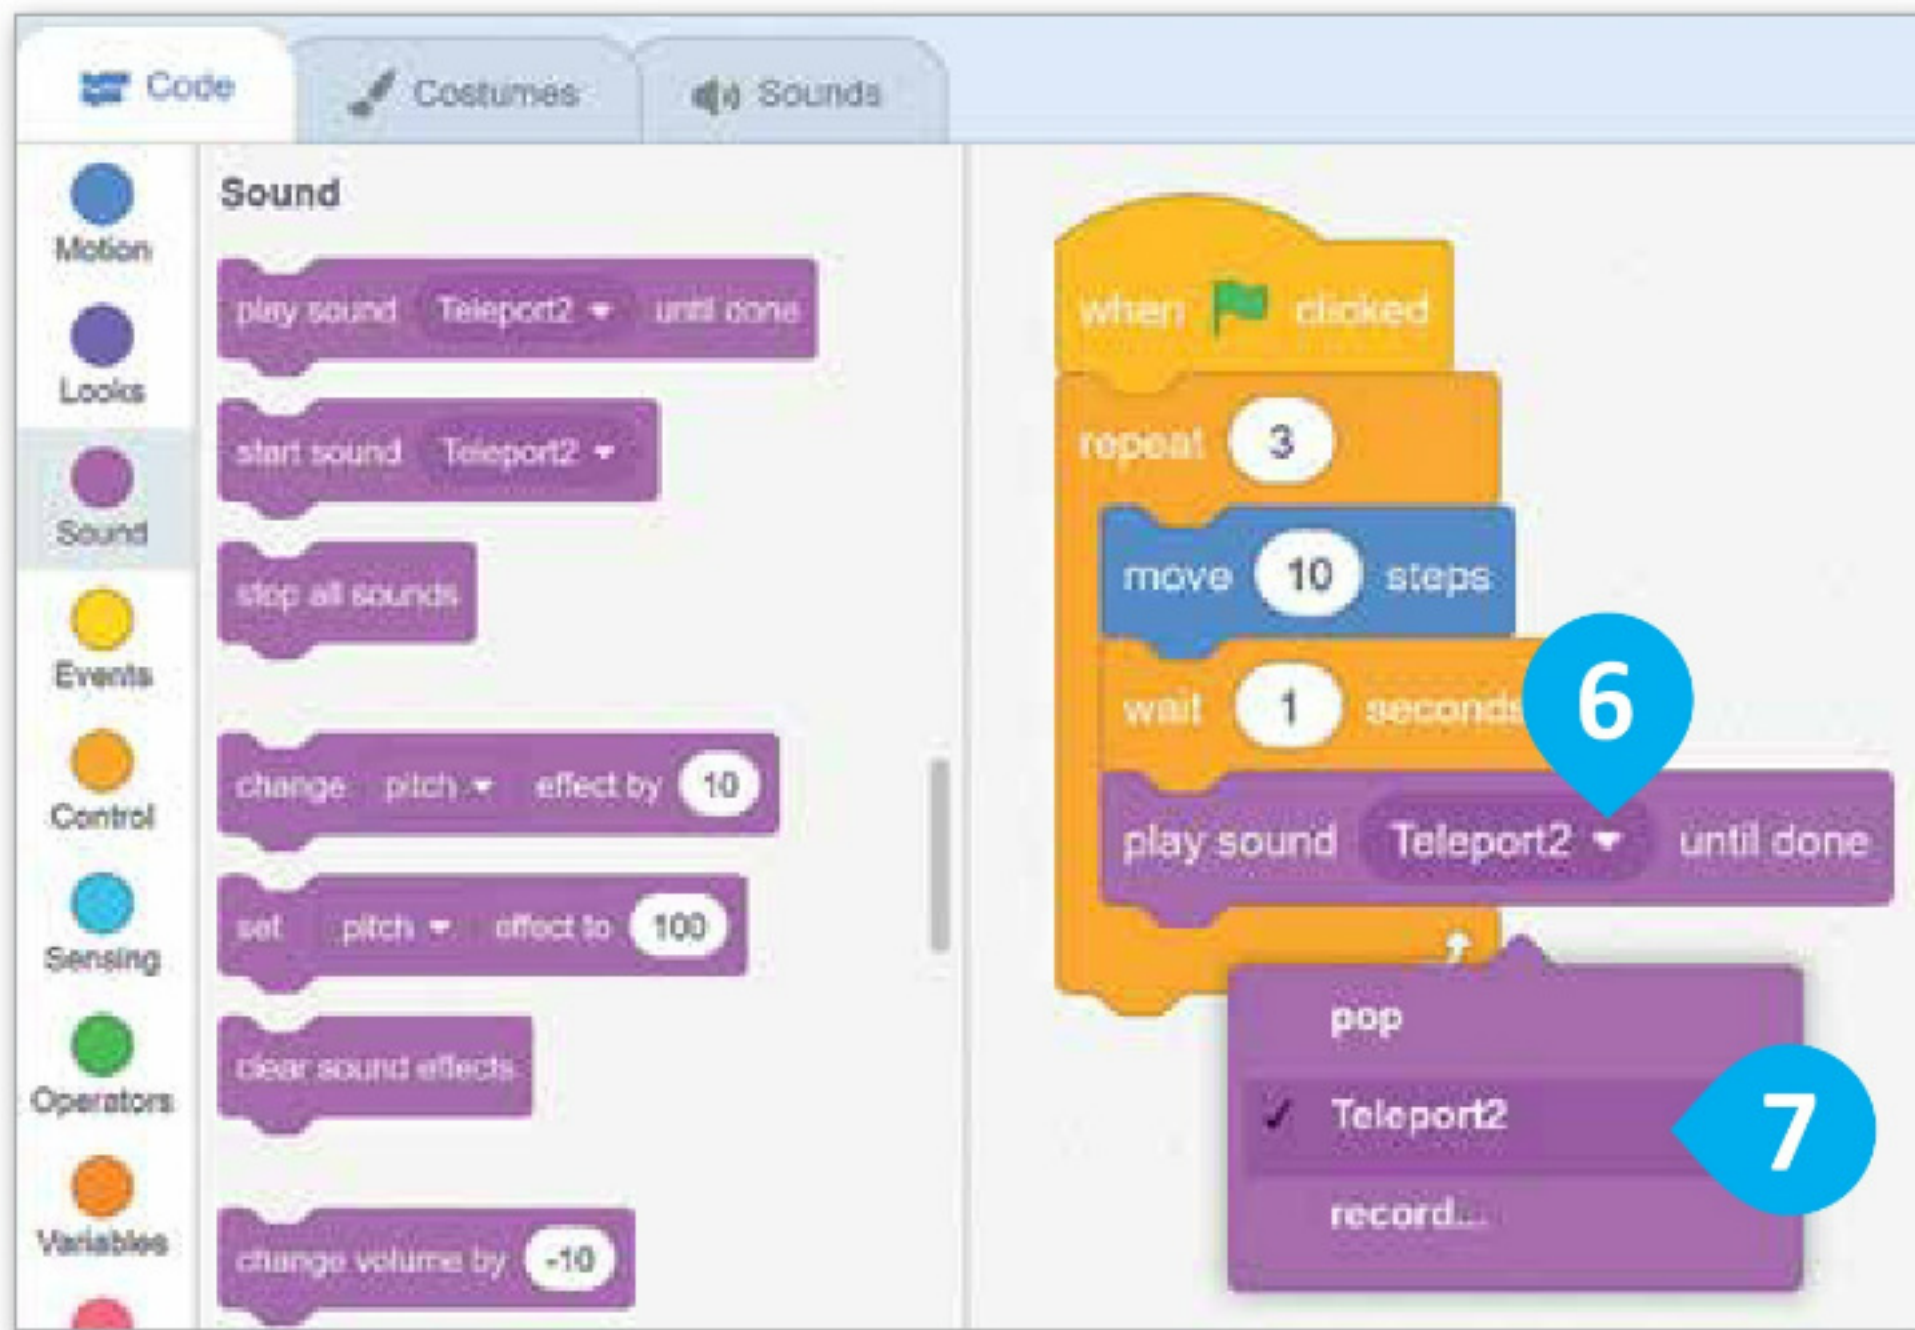 Code
Costumes
Sounds
Motion
Looks
Sound
Events
Control
Sensing
Operators
Variables
Sound
play sound Teleport2 until done
start sound Teleport2
stop all sounds
change pitch effect by 10
set pitch effect to 100
clear sound effects
change volume by -10
when clicked
repeat 3
move 10 steps
wait 1 seconds
6
play sound Teleport2 until done
pop
✓ Teleport2
7
record...